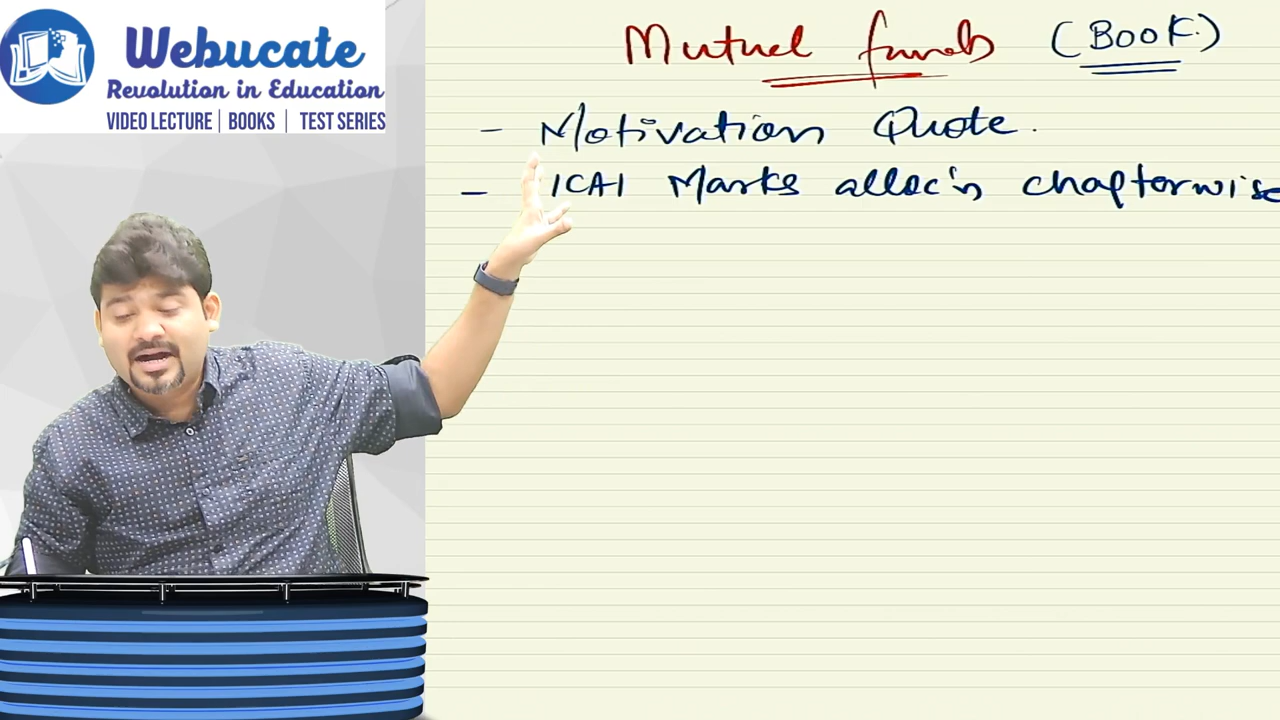 Webucate
Revolution in Education
VIDEO LECTURE | BOOKS | TEST SERIES
Mutual funds (BOOK.)
- Motivation Quote.
- ICAI Marks alloc'n chapterwise